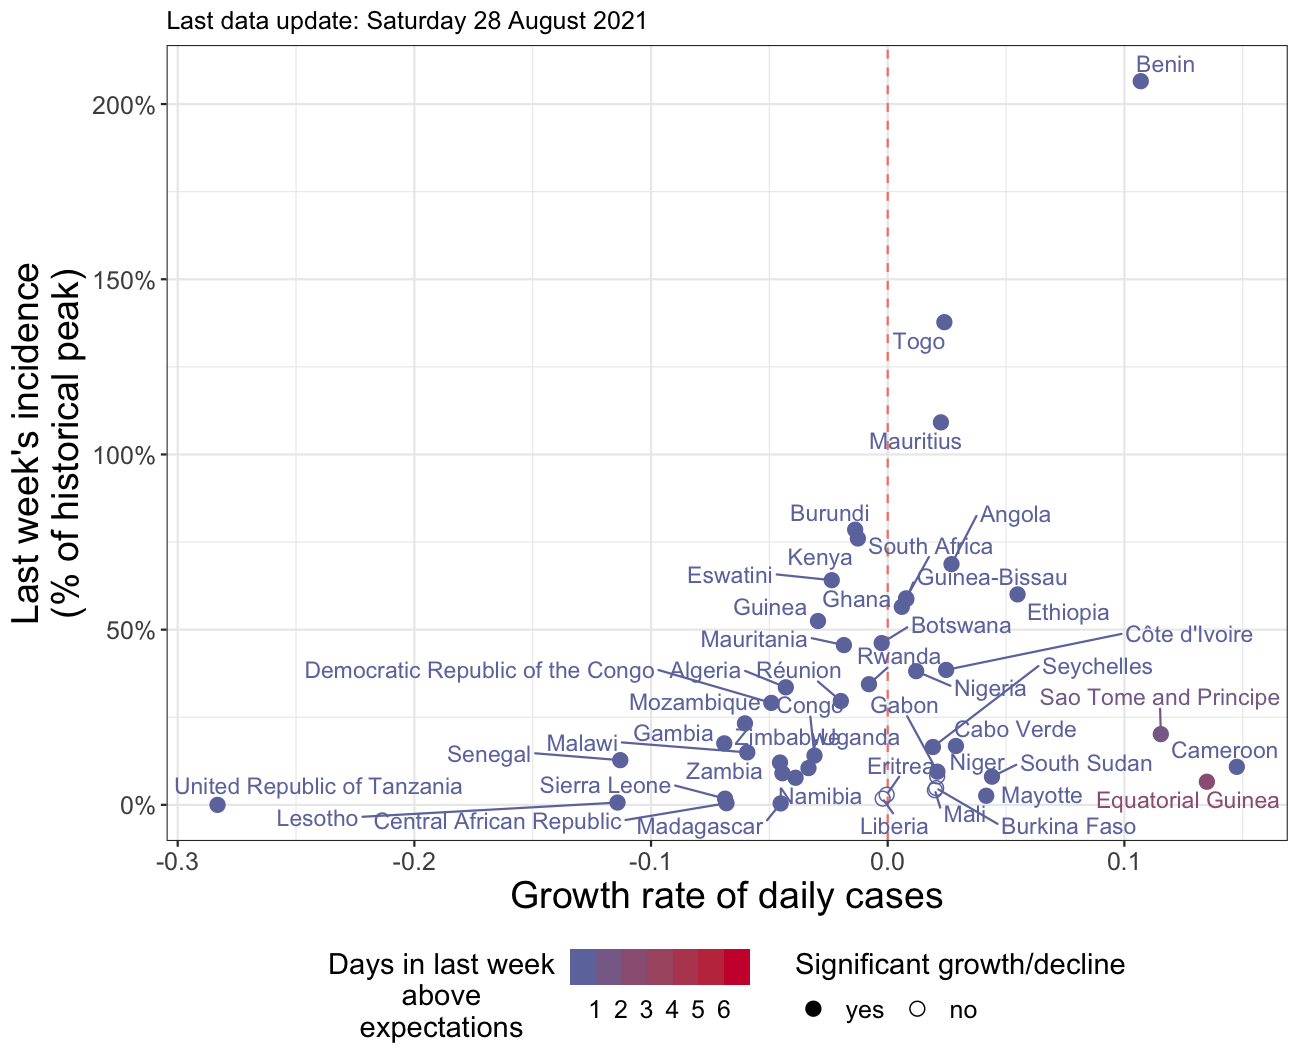 Last data update: Saturday 28 August 2021
Last week's incidence
(% of historical peak)
200%
150%
100%
50%
0%
Benin
Togo
Mauritius
Burundi
Angola
South Africa
Kenya
Eswatini
Guinea-Bissau
Ghana
Guinea
Ethiopia
Botswana
Côte d'Ivoire
Mauritania
Rwanda
Seychelles
Democratic Republic of the Congo
Algeria
Réunion
Nigeria
Sao Tome and Principe
Mozambique
Congo
Gabon
Cabo Verde
Gambia
Zimbabwe
Uganda
Malawi
Senegal
Cameroon
Niger
South Sudan
Eritrea
Zambia
United Republic of Tanzania
Sierra Leone
Namibia
Mayotte
Equatorial Guinea
Lesotho
Central African Republic
Madagascar
Liberia
Mali
Burkina Faso
-0.3
-0.2
-0.1
0.0
0.1
Growth rate of daily cases
Days in last week
above
expectations
1 2 3 4 5 6
Significant growth/decline
yes
no